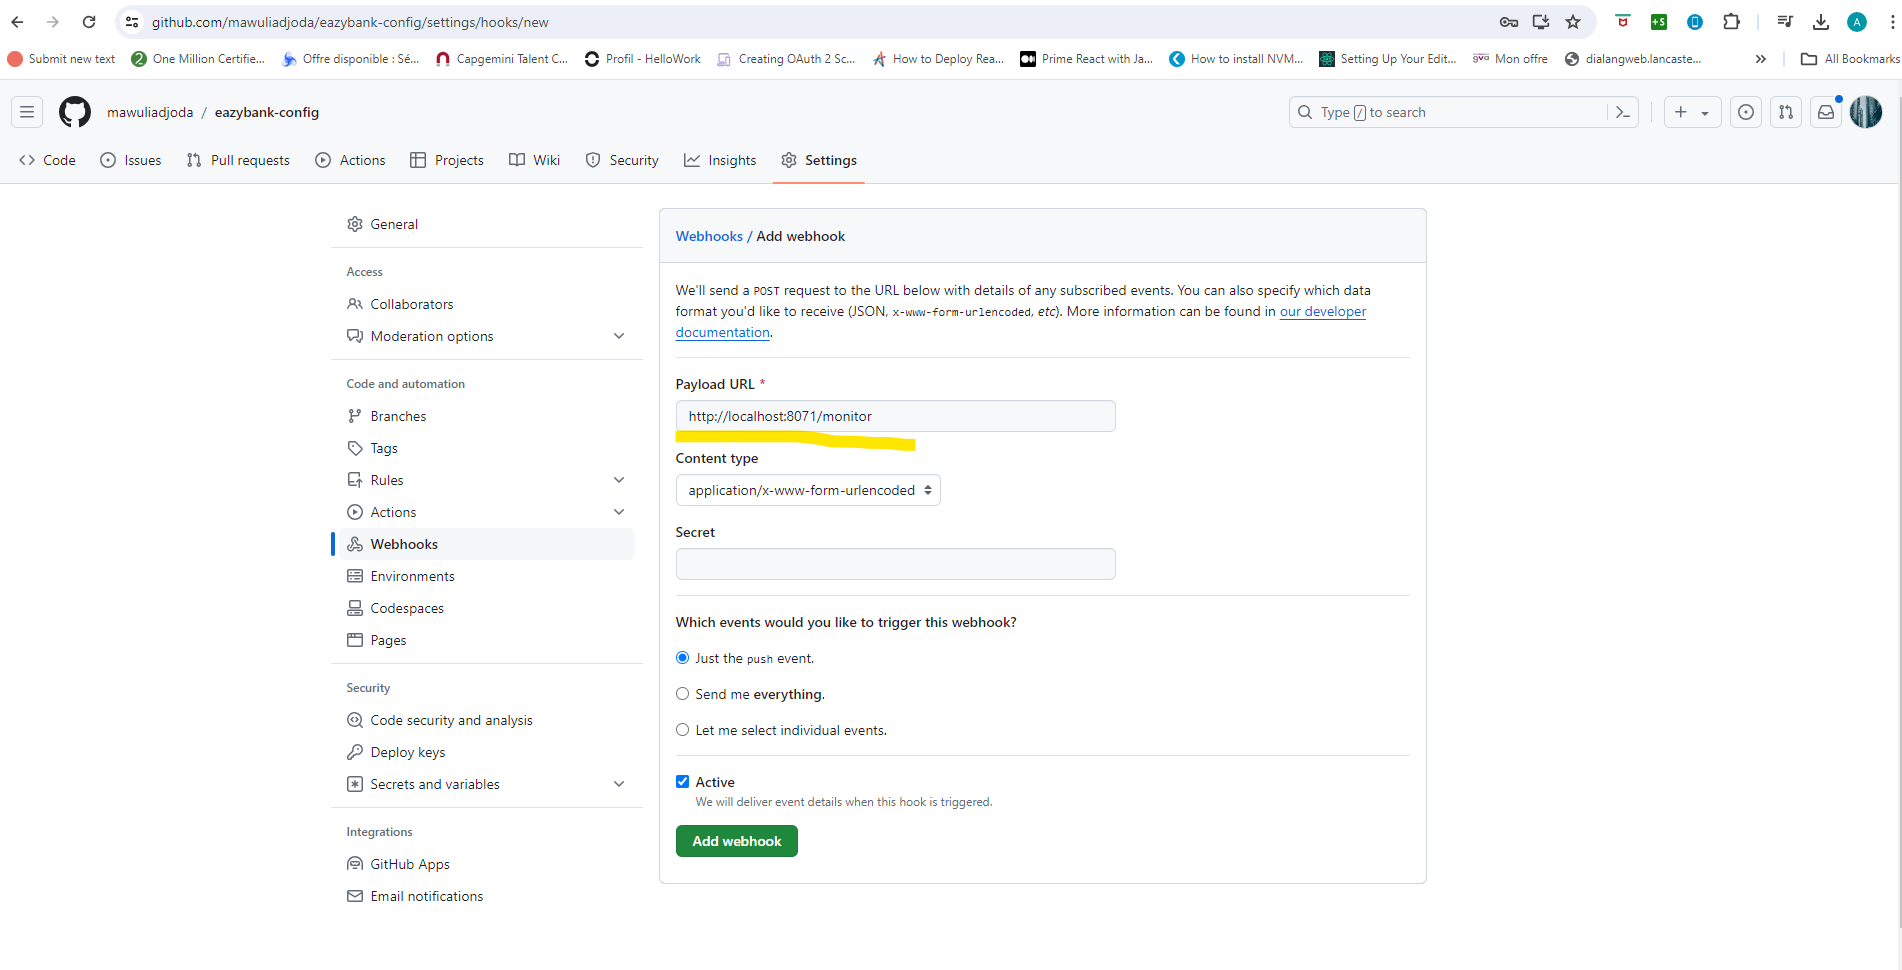 github.com/mawuliadjoda/eazybank-config/settings/hooks/new
A
Submit new text
2 One Million Certifie...
Offre disponible : Sé...
Capgemini Talent C...
Profil - HelloWork
Creating OAuth 2 Sc...
How to Deploy Rea...
Prime React with Ja...
How to install NVM...
Setting Up Your Edit...
Mon offre
dialangweb.lancaste...
All Bookmarks
mawuliadjoda / eazybank-config
Type / to search
Code
Issues
Pull requests
Actions
Projects
Wiki
Security
Insights
Settings
General
Access
Collaborators
Moderation options
Code and automation
Branches
Tags
Rules
Actions
Webhooks
Environments
Codespaces
Pages
Security
Code security and analysis
Deploy keys
Secrets and variables
Integrations
GitHub Apps
Email notifications
Webhooks / Add webhook
We'll send a POST request to the URL below with details of any subscribed events. You can also specify which data
format you'd like to receive (JSON, x-www-form-urlencoded, etc). More information can be found in our developer
documentation.
Payload URL *
http://localhost:8071/monitor
Content type
application/x-www-form-urlencoded
Secret
Which events would you like to trigger this webhook?
Just the push event.
Send me everything.
Let me select individual events.
Active
We will deliver event details when this hook is triggered.
Add webhook